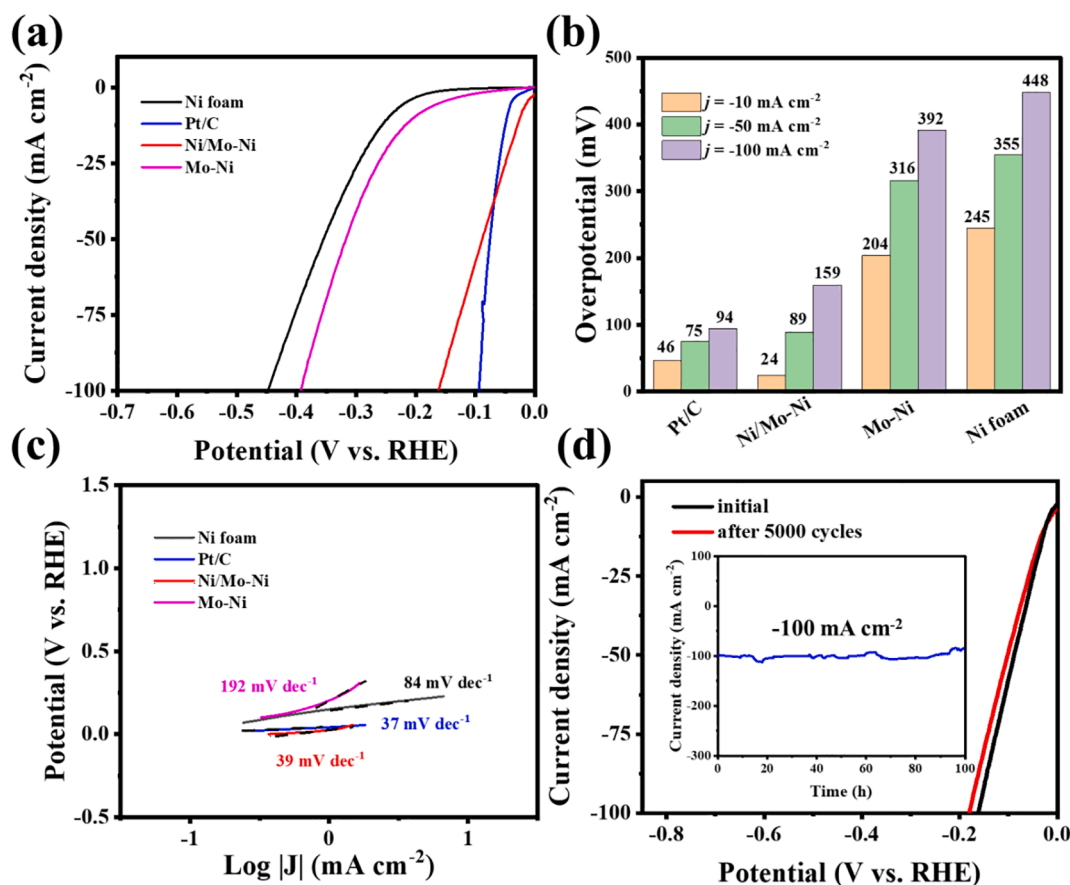 (a)
Current density (mA cm⁻²)
0
-25
-50
-75
-100
Ni foam
Pt/C
Ni/Mo-Ni
Mo-Ni
-0.7 -0.6 -0.5 -0.4 -0.3 -0.2 -0.1 0.0
Potential (V vs. RHE)
(b)
Overpotential (mV)
500
400
300
200
100
0
j = -10 mA cm⁻²
j = -50 mA cm⁻²
j = -100 mA cm⁻²
46 75 94
24 89 159
204 316 392
245 355 448
Pt/C Ni/Mo-Ni Mo-Ni Ni foam
(c)
Potential (V vs. RHE)
1.5
1.0
0.5
0.0
-0.5
Ni foam
Pt/C
Ni/Mo-Ni
Mo-Ni
192 mV dec⁻¹
84 mV dec⁻¹
37 mV dec⁻¹
39 mV dec⁻¹
-1 0 1
Log |J| (mA cm⁻²)
(d)
Current density (mA cm⁻²)
0
-25
-50
-75
-100
initial
after 5000 cycles
Current density (mA cm⁻²)
100
0
-100
-200
-300
-100 mA cm⁻²
0 20 40 60 80 100
Time (h)
-0.8 -0.6 -0.4 -0.2 0.0
Potential (V vs. RHE)